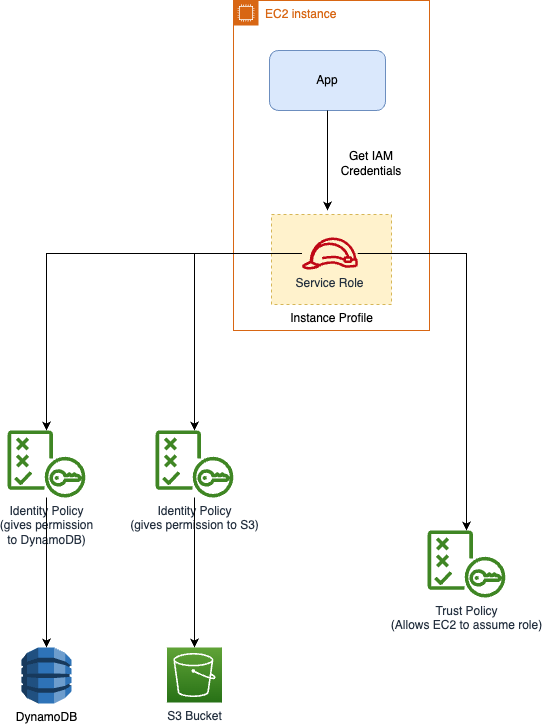 EC2 instance
App
Get IAM
Credentials
Service Role
Instance Profile
Identity Policy
(gives permission
to DynamoDB)
Identity Policy
(gives permission to S3)
Trust Policy
(Allows EC2 to assume role)
DynamoDB
S3 Bucket